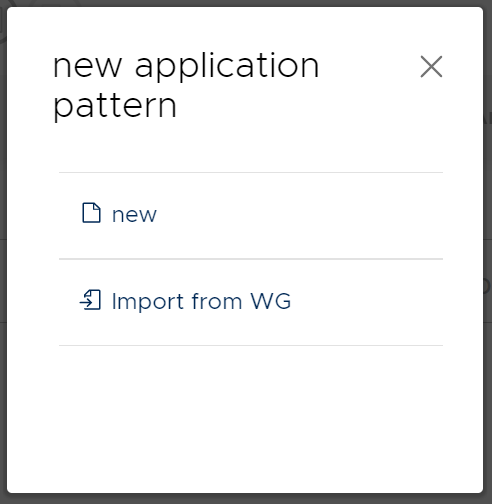 new application
pattern
new
Import from WG